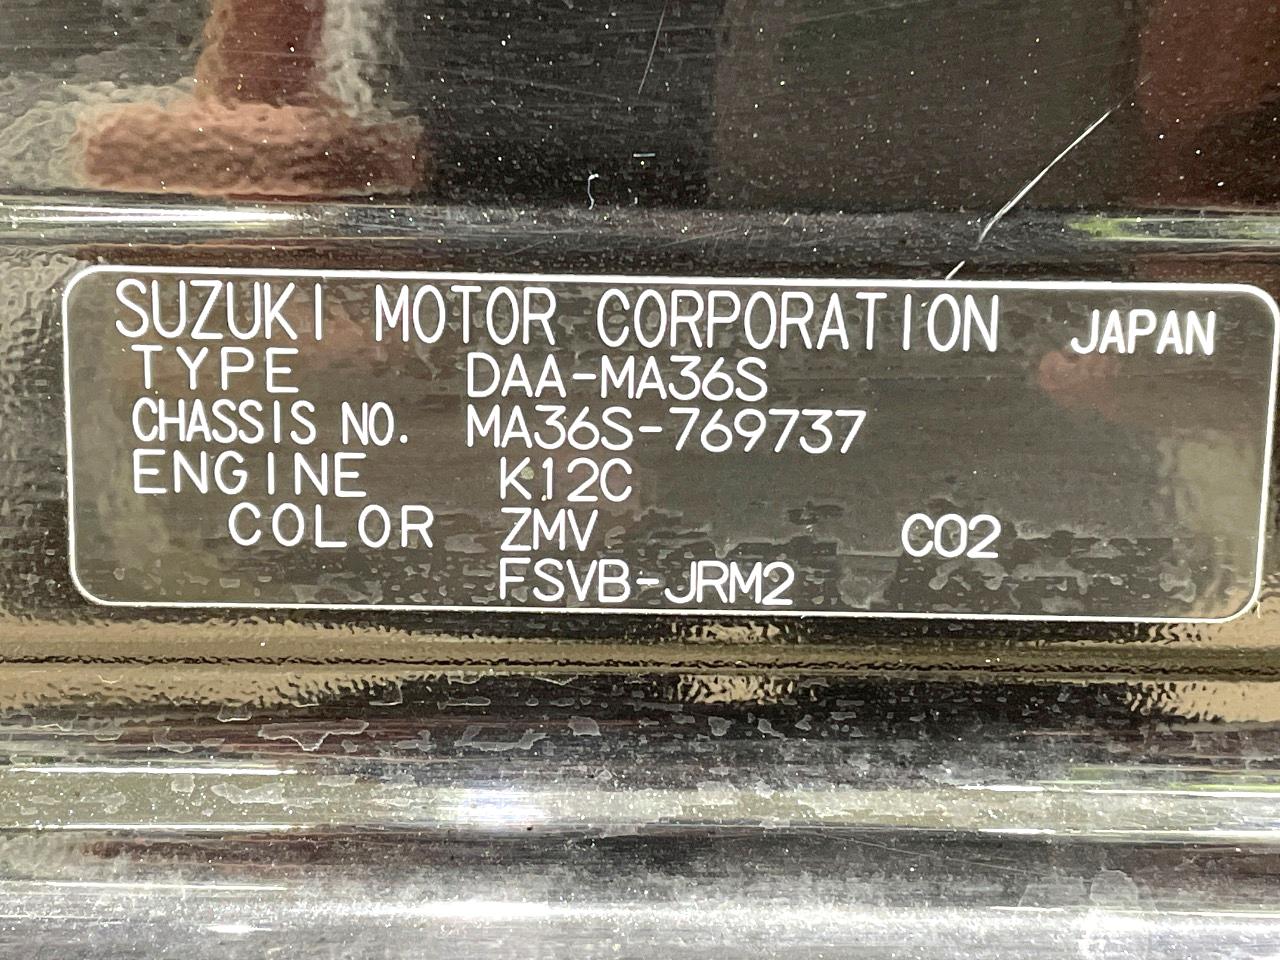 SUZUKI MOTOR CORPORATION JAPAN
TYPE DAA-MA36S
CHASSIS NO. MA36S-769737
ENGINE K12C
COLOR ZMV C02
FSVB-JRM2